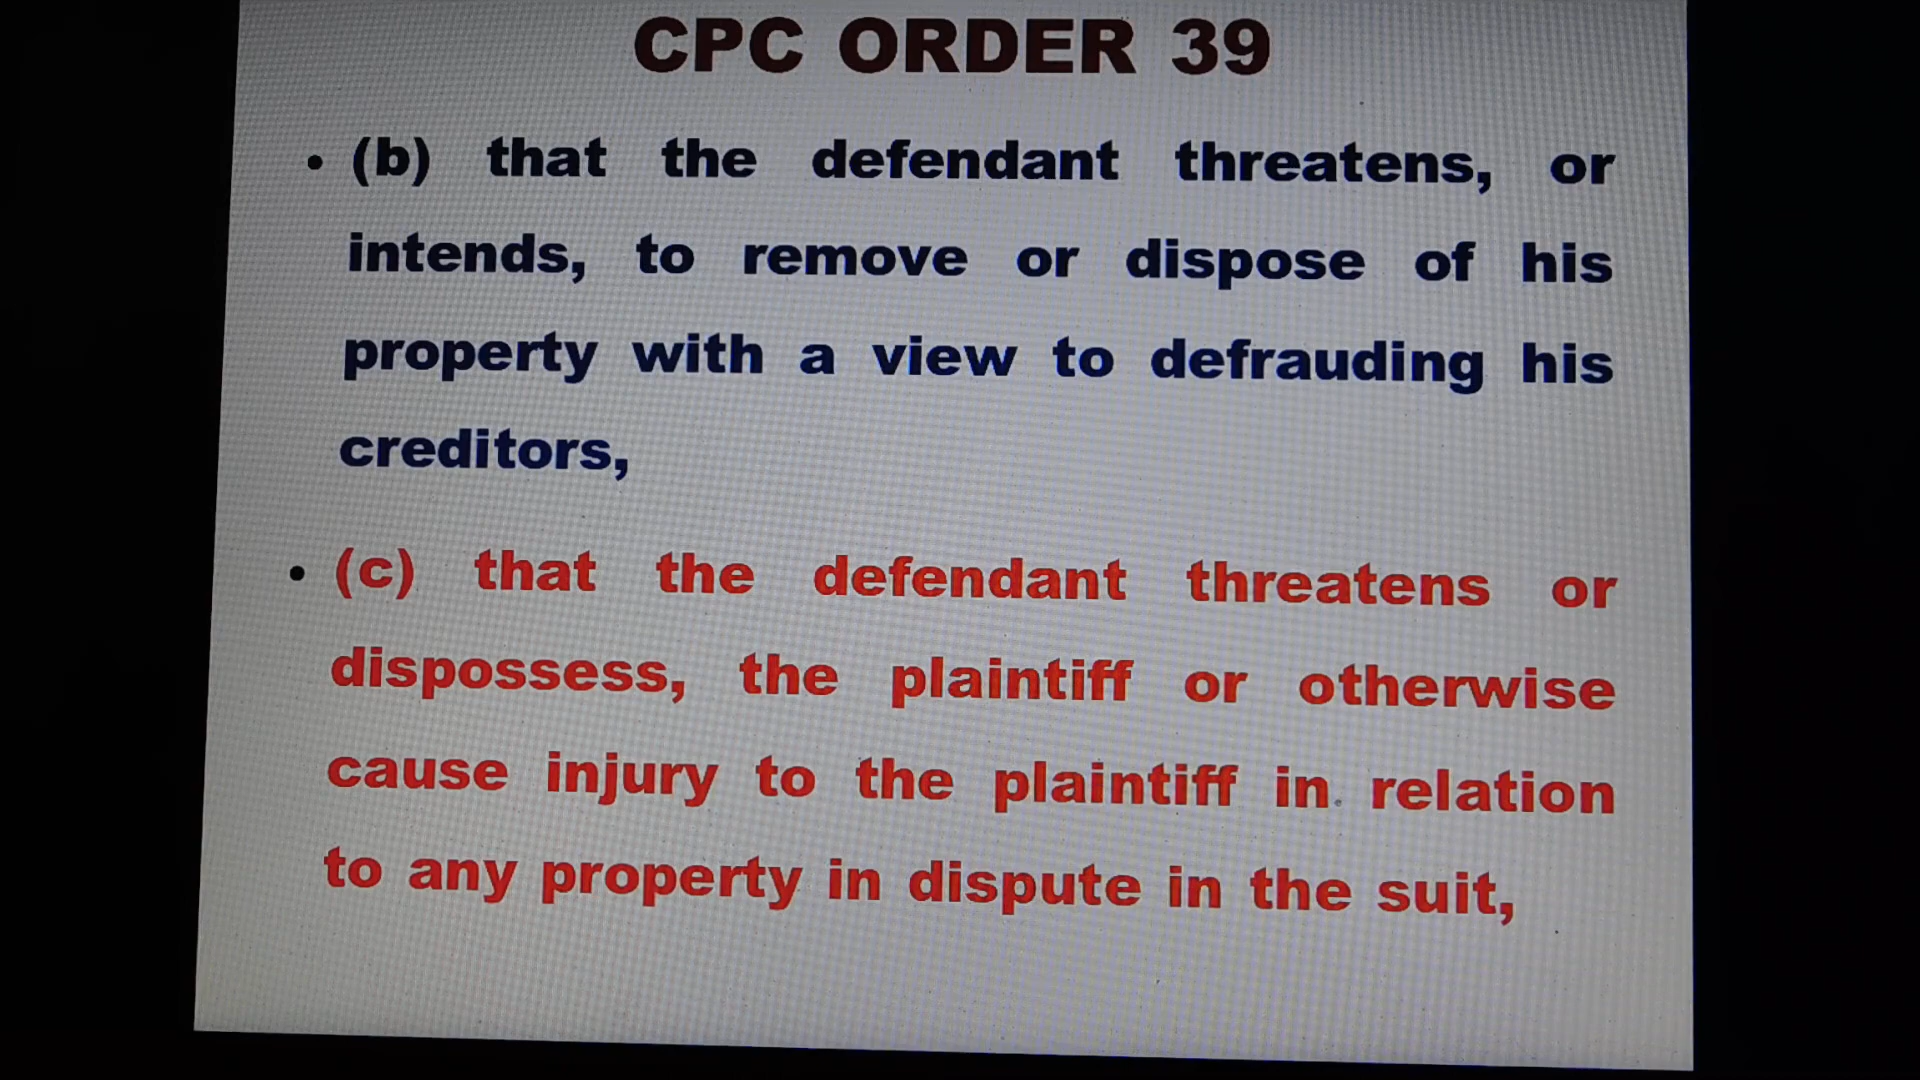 CPC ORDER 39
• (b) that the defendant threatens, or
intends, to remove or dispose of his
property with a view to defrauding his
creditors,
• (c) that the defendant threatens or
dispossess, the plaintiff or otherwise
cause injury to the plaintiff in relation
to any property in dispute in the suit,